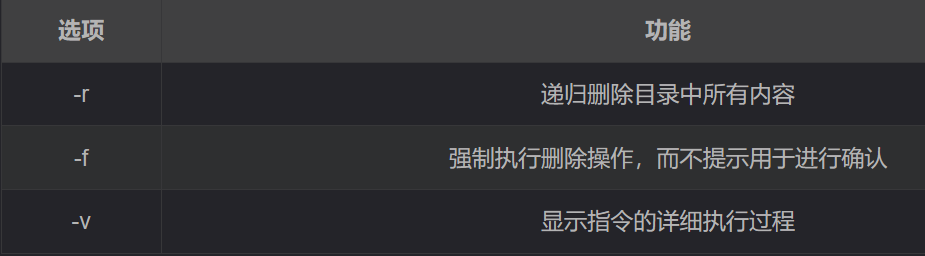 选项 功能
-r 递归删除目录中所有内容
-f 强制执行删除操作，而不提示用于进行确认
-v 显示指令的详细执行过程